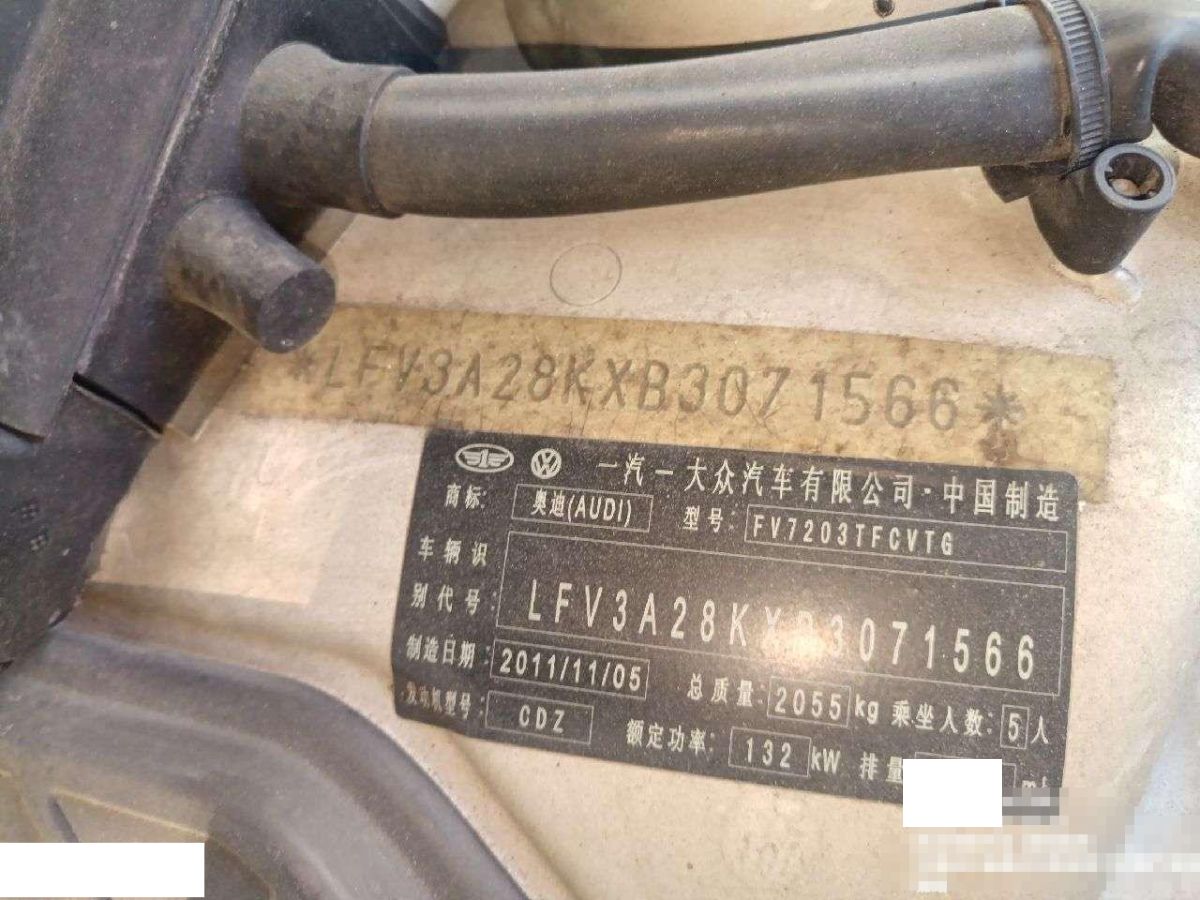 *LFV3A28KXB3071566*
一汽-大众汽车有限公司·中国制造
商标: 奥迪(AUDI) 型号: FV7203TFCVTG
车辆识
别代号: LFV3A28KXB3071566
制造日期: 2011/11/05 总质量: 2055 kg 乘坐人数: 5 人
发动机型号: CDZ 额定功率: 132 kW 排量